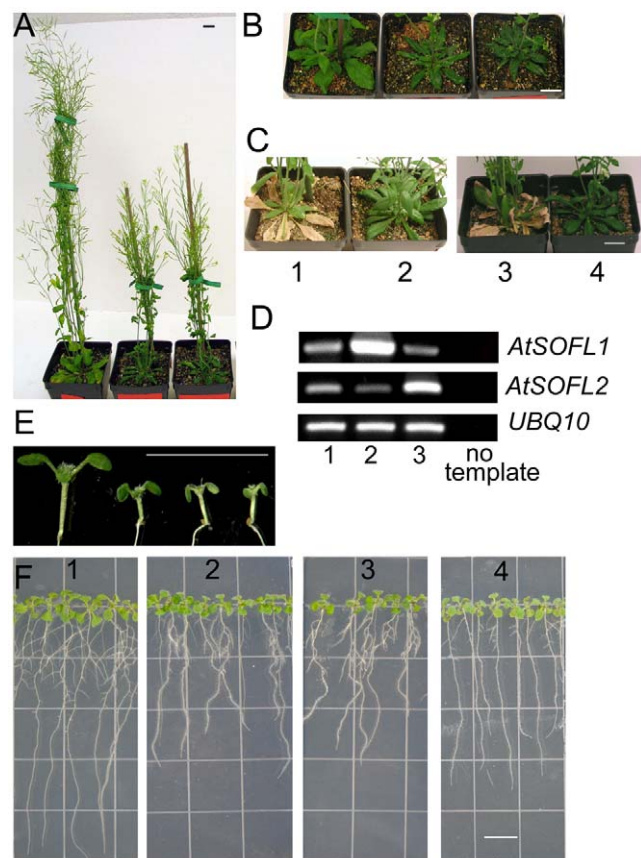 A
B
C
1 2 3 4
D
AtSOFL1
AtSOFL2
UBQ10
1 2 3 no
template
E
F
1 2 3 4